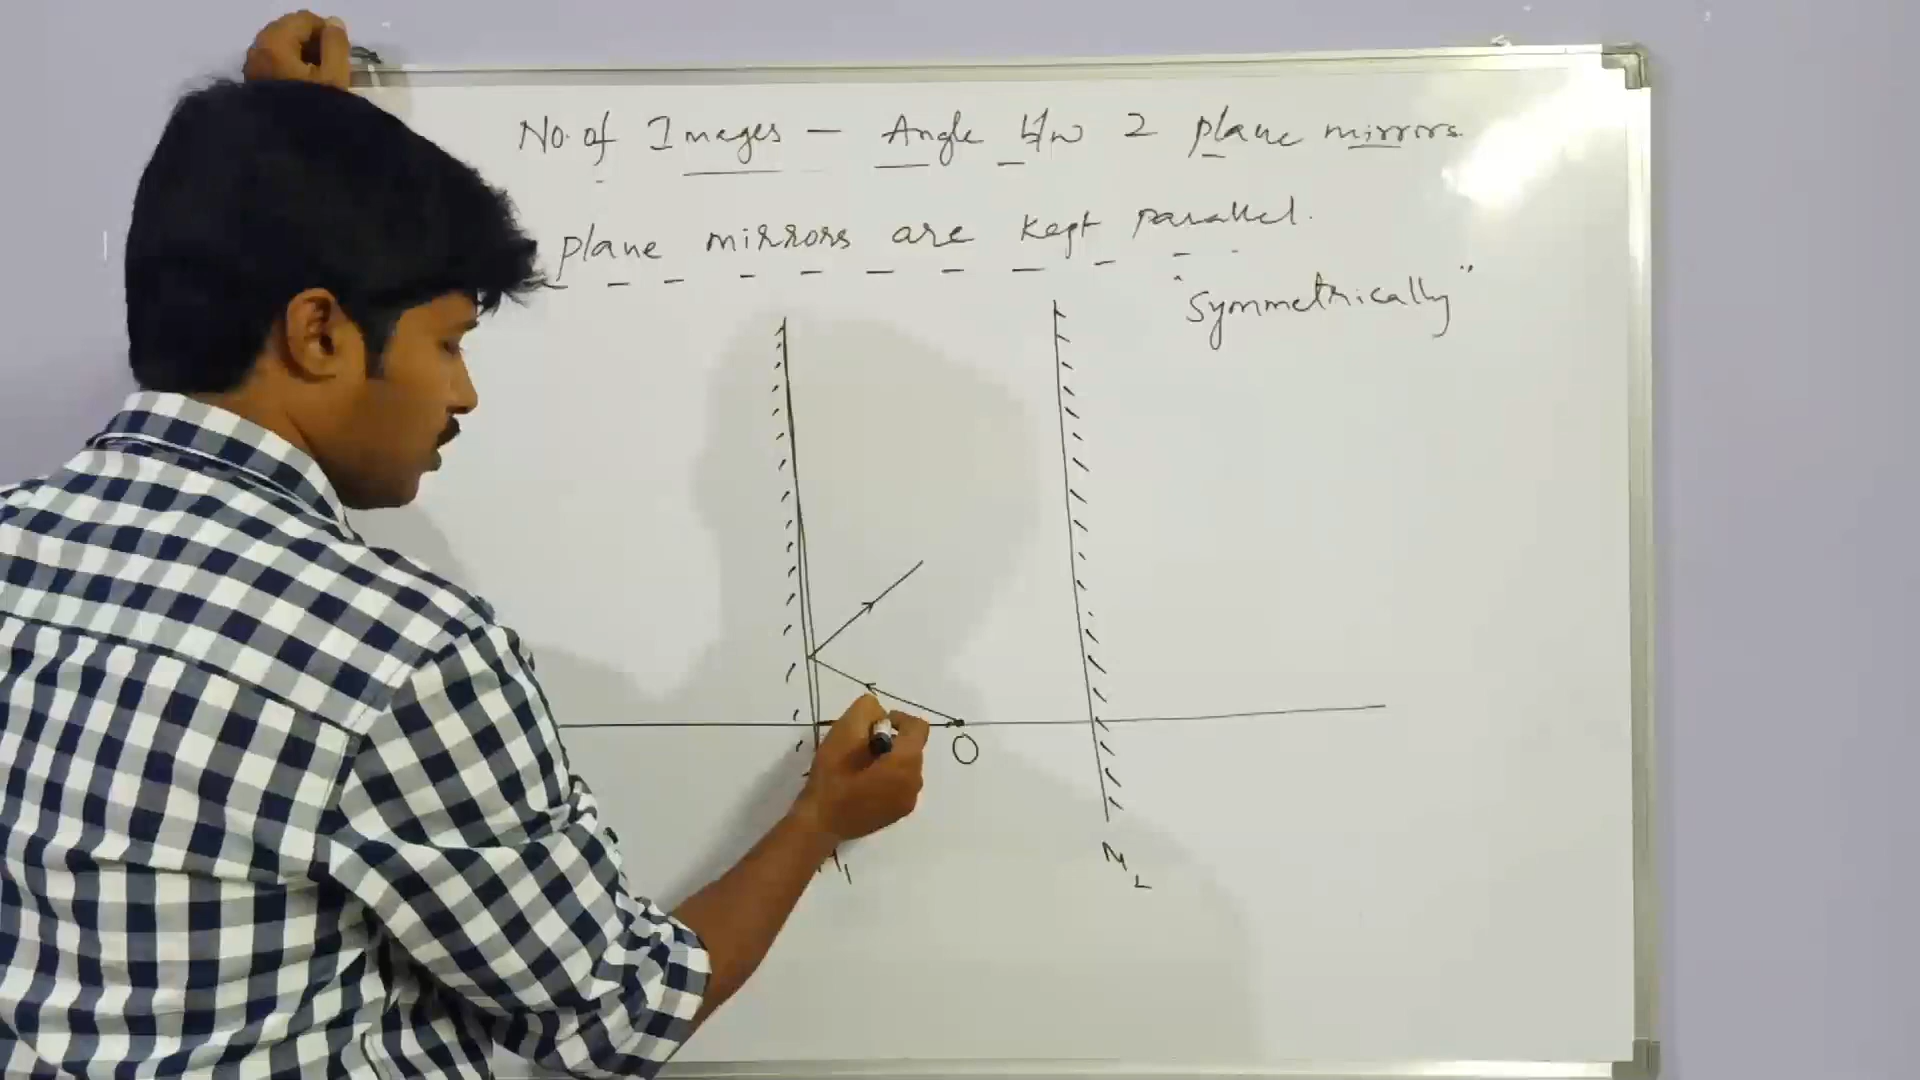 No. of Images – Angle b/w 2 plane mirrors.
plane mirrors are kept parallel.
"Symmetrically"
O
M1
M2